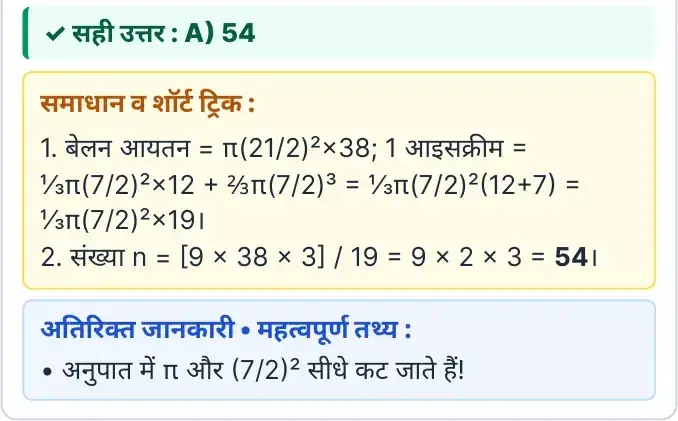 ✓ सही उत्तर : A) 54
समाधान व शॉर्ट ट्रिक :
1. बेलन आयतन = π(21/2)²×38; 1 आइसक्रीम =
⅓π(7/2)²×12 + ⅔π(7/2)³ = ⅓π(7/2)²(12+7) =
⅓π(7/2)²×19।
2. संख्या n = [9 × 38 × 3] / 19 = 9 × 2 × 3 = 54।
अतिरिक्त जानकारी • महत्वपूर्ण तथ्य :
• अनुपात में π और (7/2)² सीधे कट जाते हैं!